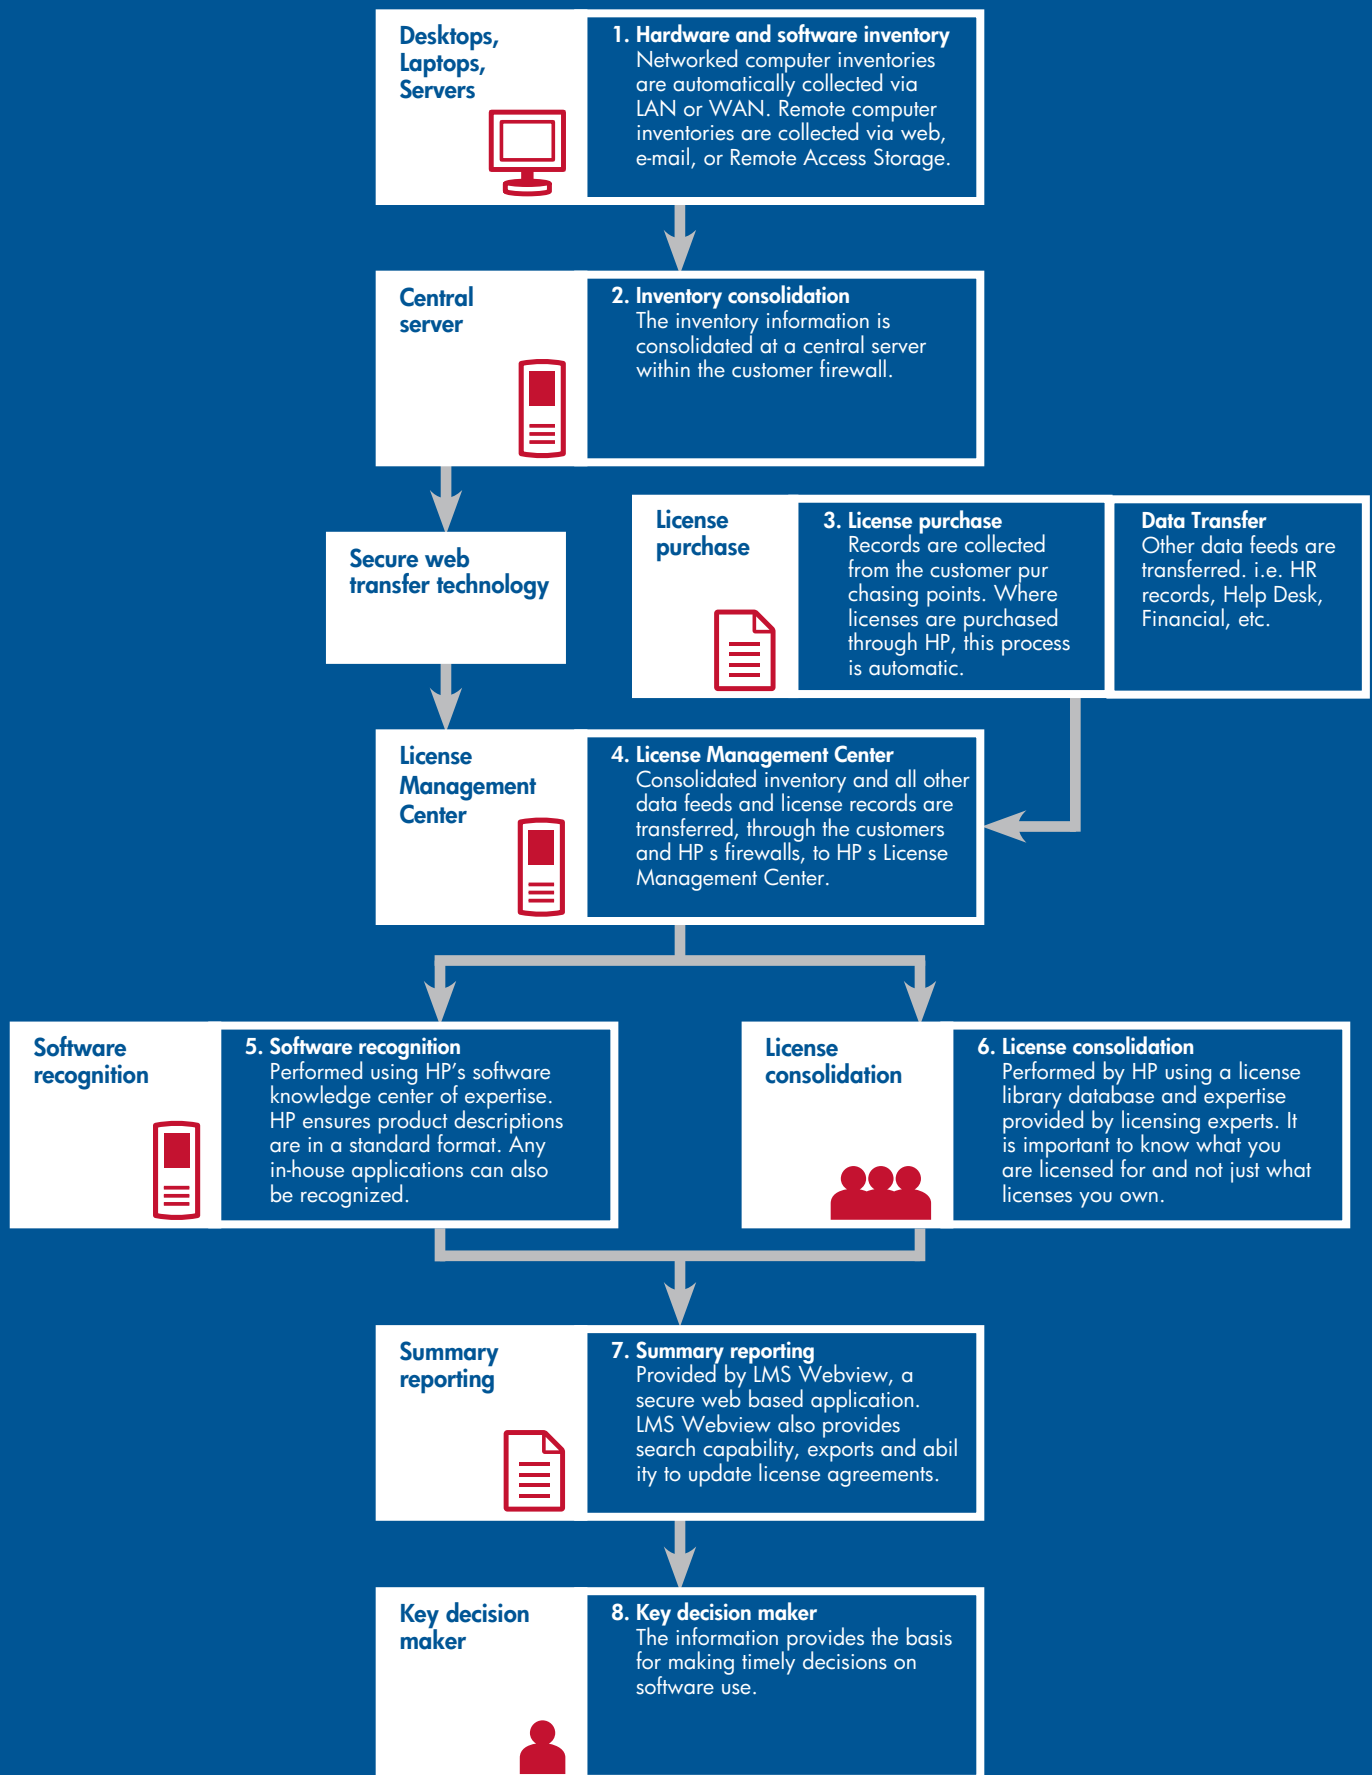 Desktops,
Laptops,
Servers
1. Hardware and software inventory
Networked computer inventories
are automatically collected via
LAN or WAN. Remote computer
inventories are collected via web,
e-mail, or Remote Access Storage.
Central
server
2. Inventory consolidation
The inventory information is
consolidated at a central server
within the customer firewall.
Secure web
transfer technology
License
purchase
3. License purchase
Records are collected
from the customer pur
chasing points. Where
licenses are purchased
through HP, this process
is automatic.
Data Transfer
Other data feeds are
transferred. i.e. HR
records, Help Desk,
Financial, etc.
License
Management
Center
4. License Management Center
Consolidated inventory and all other
data feeds and license records are
transferred, through the customers
and HP s firewalls, to HP s License
Management Center.
Software
recognition
5. Software recognition
Performed using HP's software
knowledge center of expertise.
HP ensures product descriptions
are in a standard format. Any
in-house applications can also
be recognized.
License
consolidation
6. License consolidation
Performed by HP using a license
library database and expertise
provided by licensing experts. It
is important to know what you
are licensed for and not just what
licenses you own.
Summary
reporting
7. Summary reporting
Provided by LMS Webview, a
secure web based application.
LMS Webview also provides
search capability, exports and abil
ity to update license agreements.
Key decision
maker
8. Key decision maker
The information provides the basis
for making timely decisions on
software use.